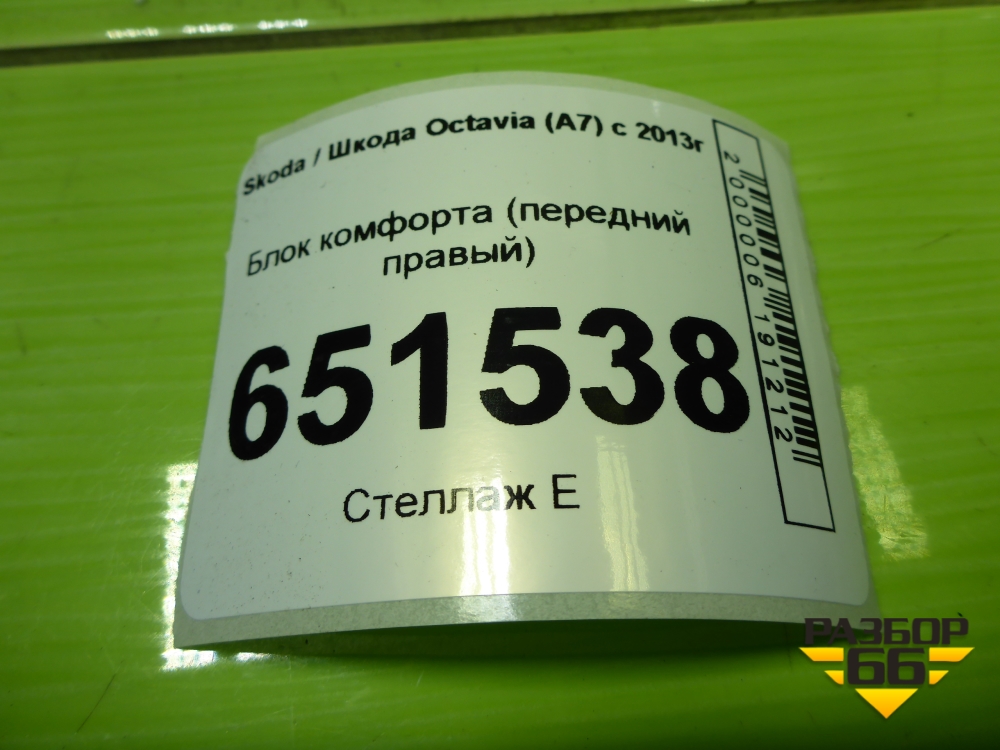 Skoda / Шкода Octavia (A7) с 2013г
Блок комфорта (передний
правый)
651538
Стеллаж Е
2000006191212
РАЗБОР
66